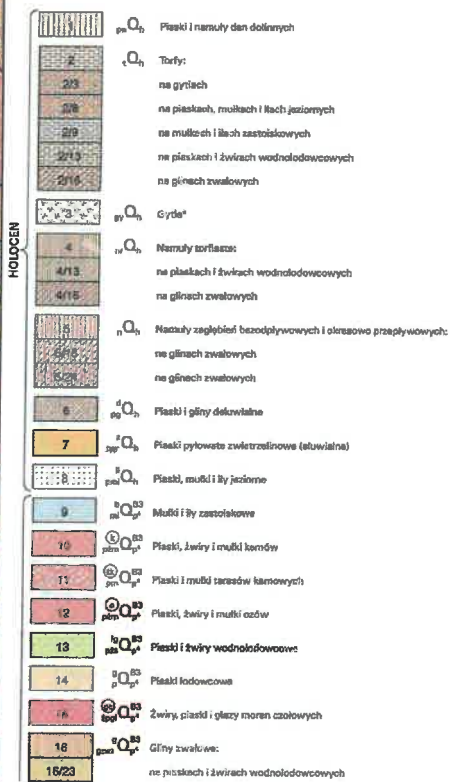 HOLOCEN
1 Piaski i namuły den dolinnych
2 Torfy:
2/3 na gytiach
2/8 na piaskach, mułkach i iłach jeziornych
2/9 na mułkach i iłach zastoiskowych
2/13 na piaskach i żwirach wodnolodowcowych
2/16 na glinach zwałowych
3 gyQh Gytie*
4 Namuły torfiaste:
4/13 na piaskach i żwirach wodnolodowcowych
4/16 na glinach zwałowych
5 nQh Namuły zagłębień bezodpływowych i okresowo przepływowych:
na glinach zwałowych
na glinach zwałowych
6 Piaski i gliny deluwialne
7 Piaski pyłowate zwietrzelinowe (eluwialne)
8 Piaski, mułki i iły jeziorne
9 Mułki i iły zastoiskowe
10 Piaski, żwiry i mułki kemów
11 Piaski i mułki tarasów kemowych
12 Piaski, żwiry i mułki ozów
13 Piaski i żwiry wodnolodowcowe
14 Piaski lodowcowe
15 Żwiry, piaski i głazy moren czołowych
16 Gliny zwałowe:
16/23 na piaskach i żwirach wodnolodowcowych